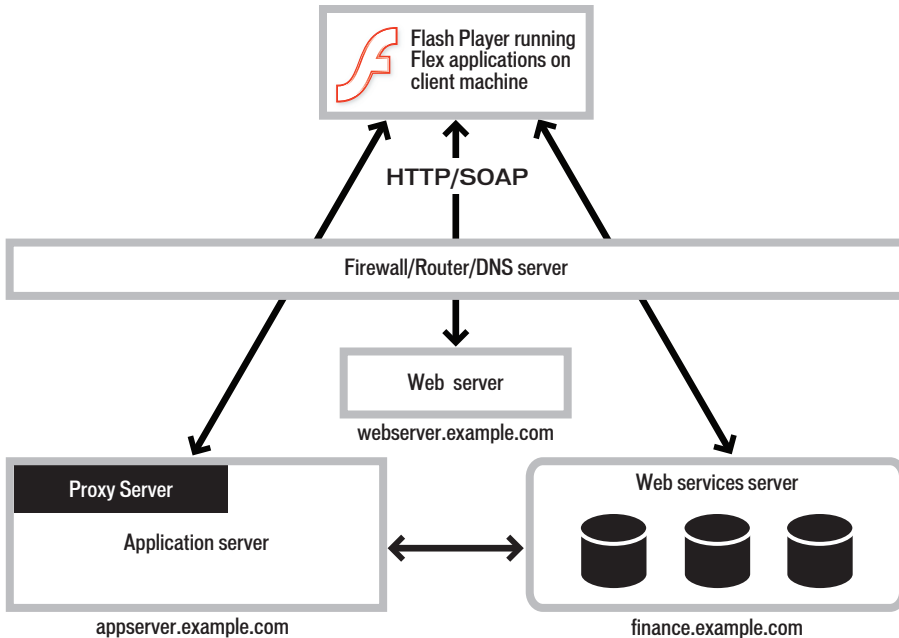 Flash Player running
Flex applications on
client machine
HTTP/SOAP
Firewall/Router/DNS server
Web server
webserver.example.com
Proxy Server
Application server
appserver.example.com
Web services server
finance.example.com